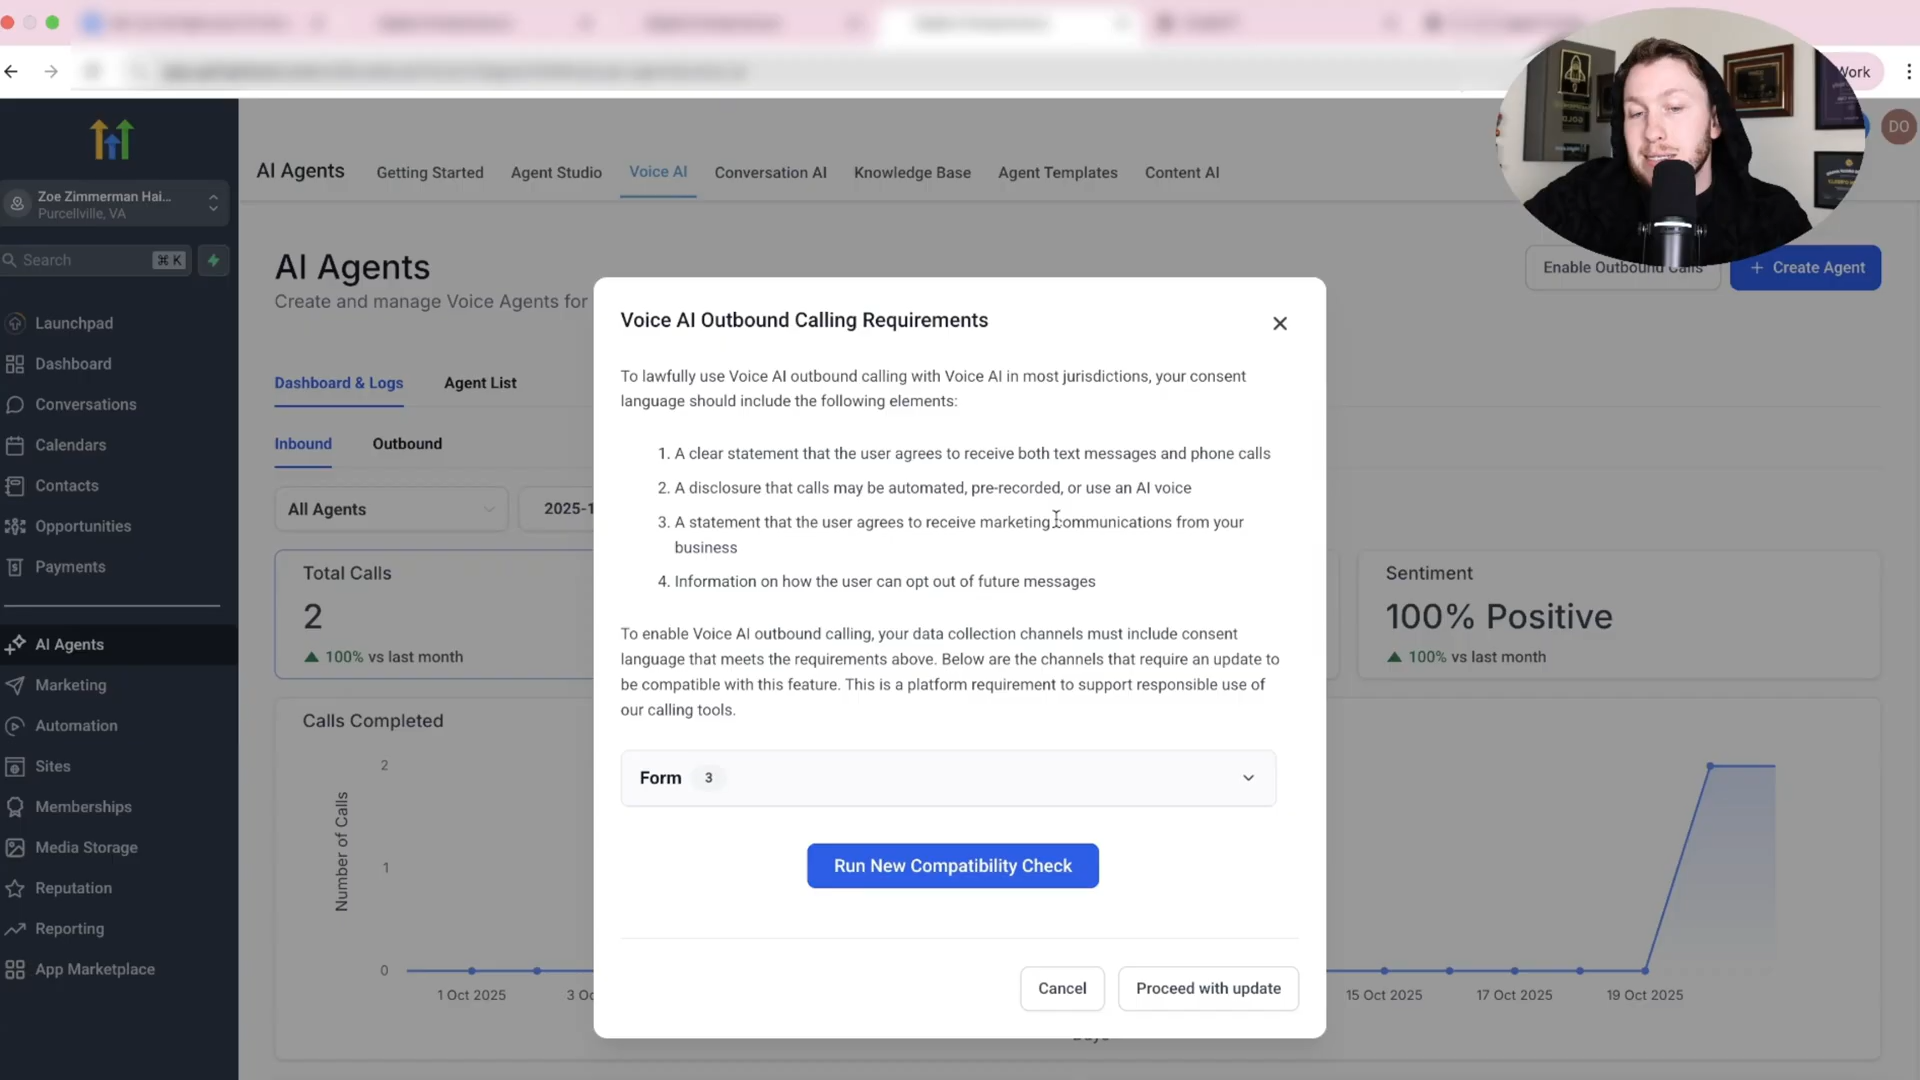 Work
DO
AI Agents
Getting Started
Agent Studio
Voice AI
Conversation AI
Knowledge Base
Agent Templates
Content AI
Zoe Zimmerman Hai...
Purcellville, VA
Search
⌘ K
Launchpad
Dashboard
Conversations
Calendars
Contacts
Opportunities
Payments
AI Agents
Marketing
Automation
Sites
Memberships
Media Storage
Reputation
Reporting
App Marketplace
AI Agents
Create and manage Voice Agents for
Enable Outbound Calls
+ Create Agent
Dashboard & Logs
Agent List
Inbound
Outbound
All Agents
2025-1
Total Calls
2
100% vs last month
Sentiment
100% Positive
100% vs last month
Calls Completed
Number of Calls
2
1
0
1 Oct 2025
3 Oc
15 Oct 2025
17 Oct 2025
19 Oct 2025
Voice AI Outbound Calling Requirements
To lawfully use Voice AI outbound calling with Voice AI in most jurisdictions, your consent
language should include the following elements:
1. A clear statement that the user agrees to receive both text messages and phone calls
2. A disclosure that calls may be automated, pre-recorded, or use an AI voice
3. A statement that the user agrees to receive marketing communications from your
business
4. Information on how the user can opt out of future messages
To enable Voice AI outbound calling, your data collection channels must include consent
language that meets the requirements above. Below are the channels that require an update to
be compatible with this feature. This is a platform requirement to support responsible use of
our calling tools.
Form 3
Run New Compatibility Check
Cancel
Proceed with update